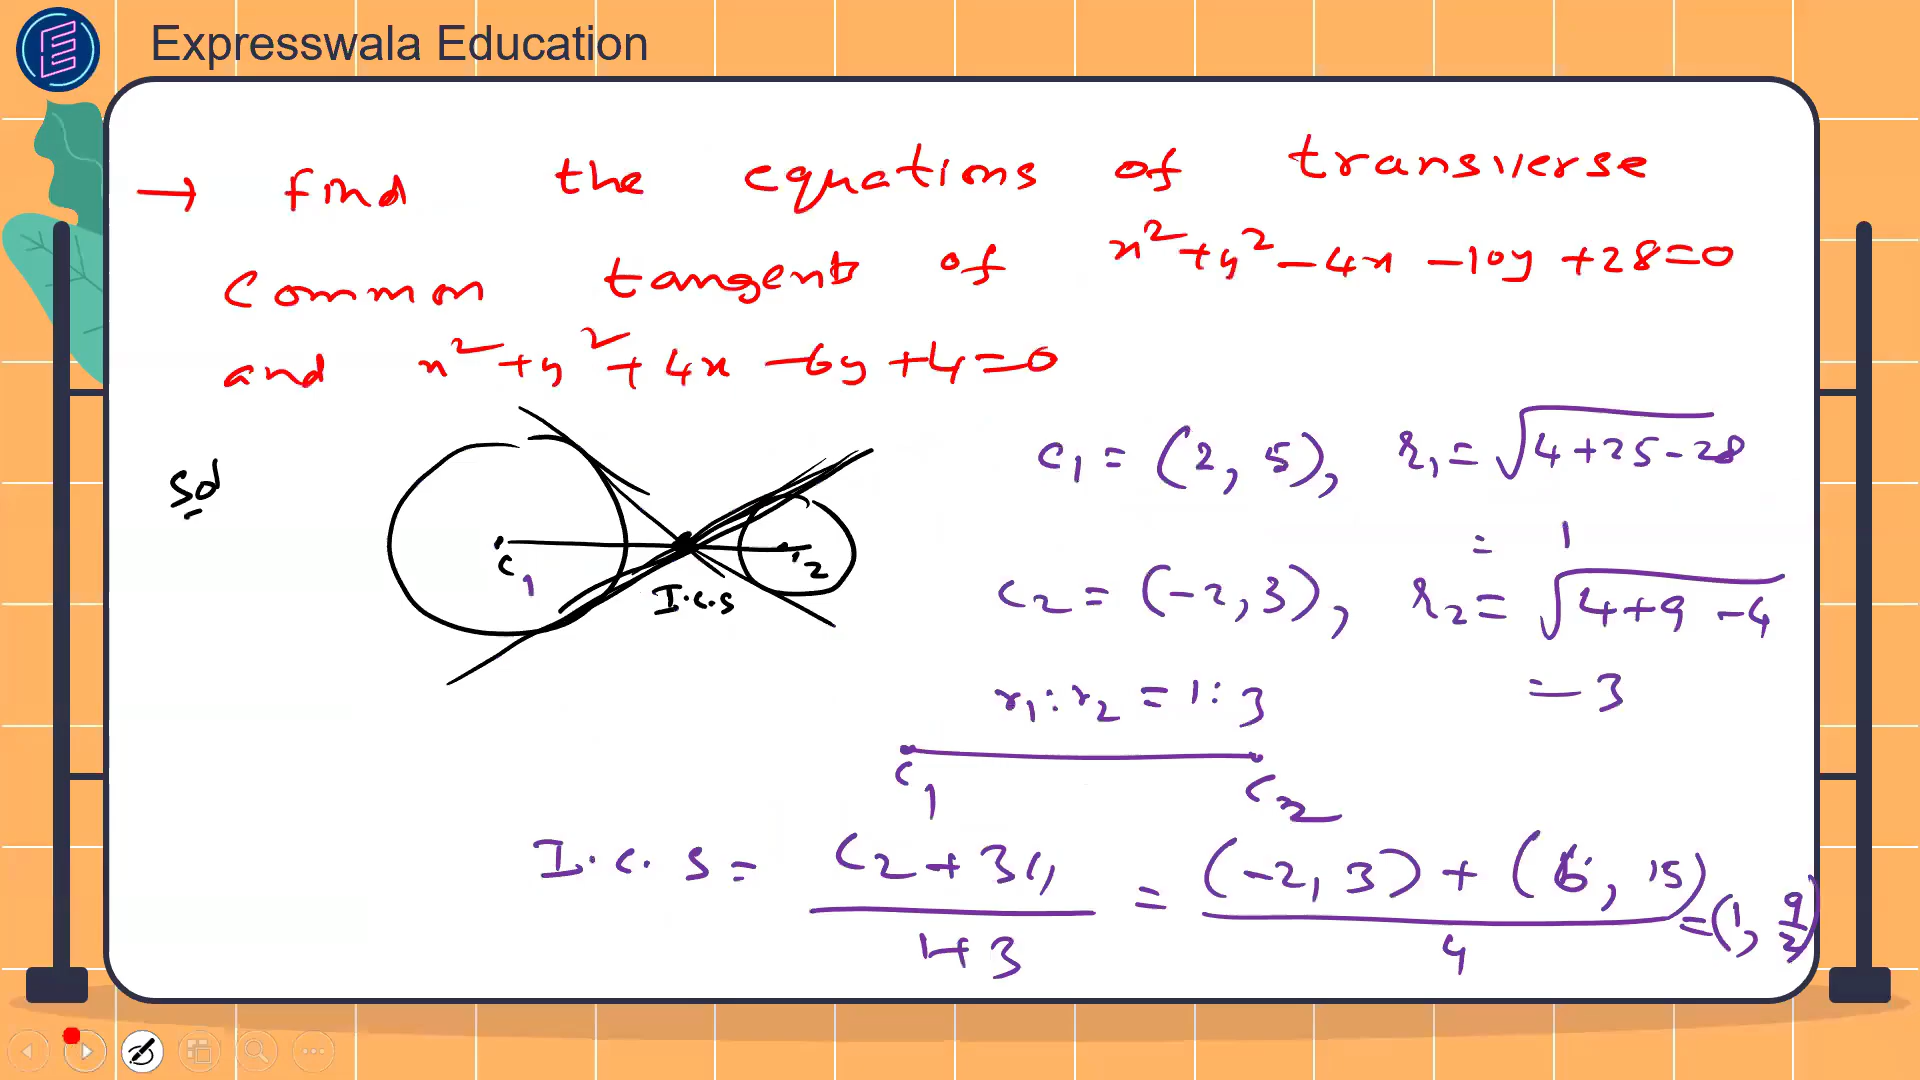 Expresswala Education
→ find the equations of transverse
common tangents of x² + y² - 4x - 10y + 28 = 0
and x² + y² + 4x - 6y + 4 = 0
Sol
C₁
C₂
I.C.S
C₁ = (2, 5), r₁ = √(4 + 25 - 28)
= 1
C₂ = (-2, 3), r₂ = √(4 + 9 - 4)
= 3
r₁ : r₂ = 1 : 3
C₁ C₂
I.C.S = (C₂ + 3C₁)/(1 + 3) = ((-2, 3) + (6, 15))/4 = (1, 9/2)